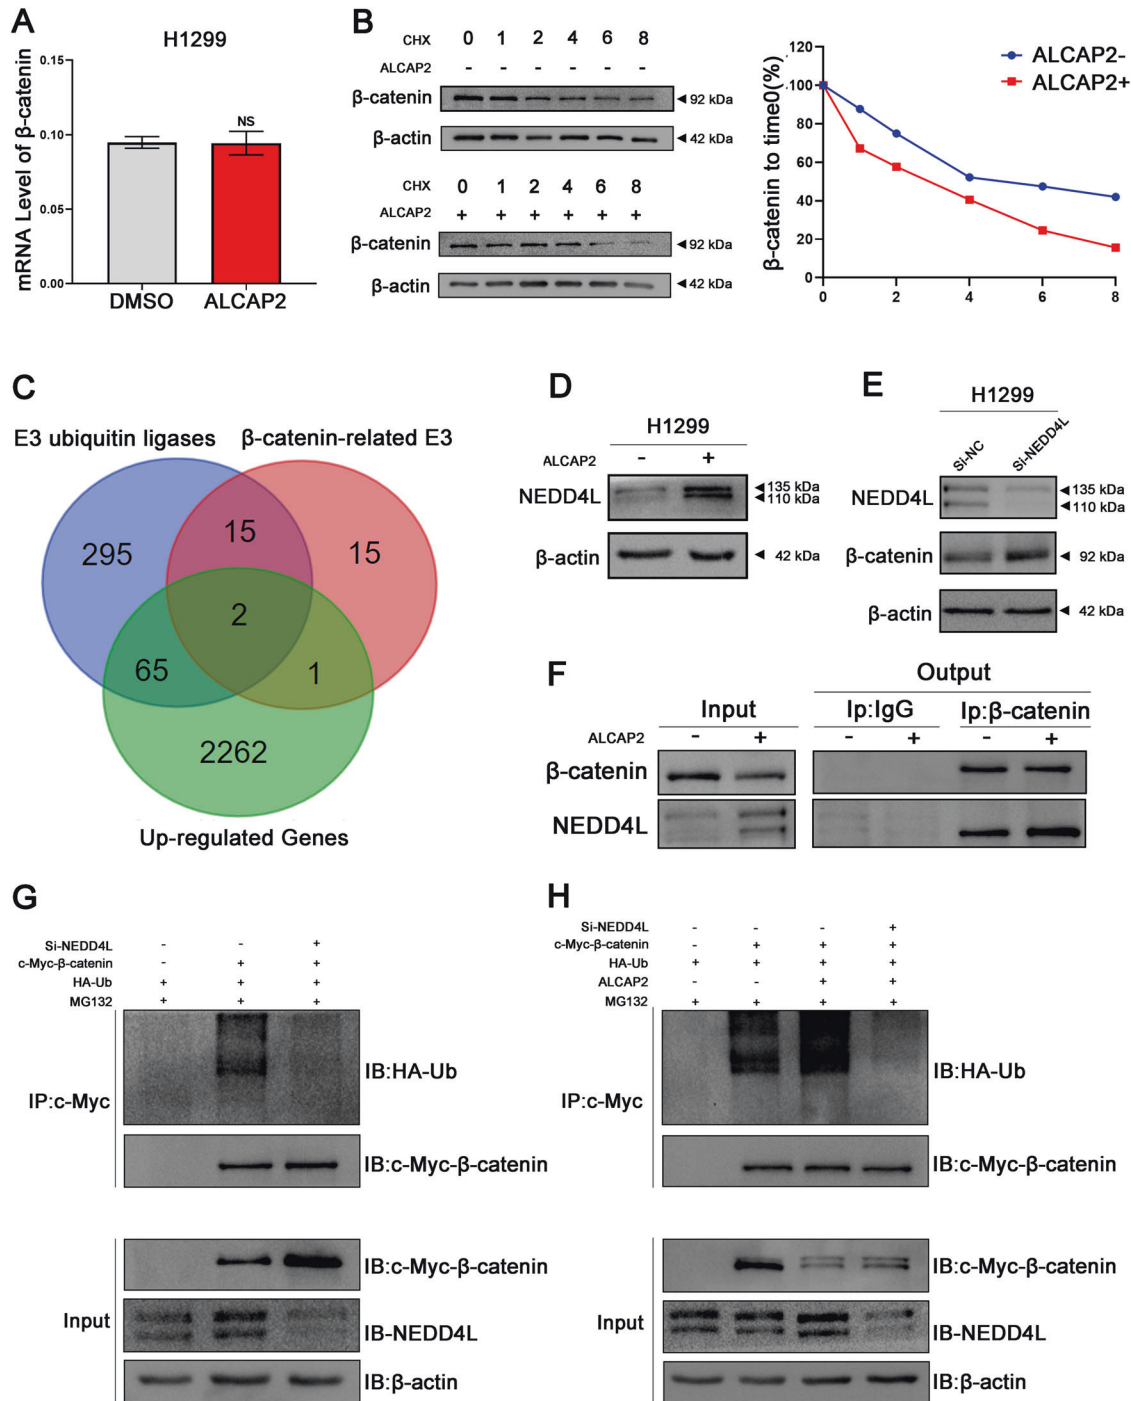 A
H1299
mRNA Level of β-catenin
0.15
0.10
0.05
0.00
NS
DMSO
ALCAP2
B
CHX 0 1 2 4 6 8
ALCAP2 - - - - - -
β-catenin 92 kDa
β-actin 42 kDa
CHX 0 1 2 4 6 8
ALCAP2 + + + + + +
β-catenin 92 kDa
β-actin 42 kDa
β-catenin to time0(%)
120
100
80
60
40
20
0
0 2 4 6 8
ALCAP2-
ALCAP2+
C
E3 ubiquitin ligases β-catenin-related E3
295
15
15
2
65
1
2262
Up-regulated Genes
D
H1299
ALCAP2 - +
NEDD4L 135 kDa
110 kDa
β-actin 42 kDa
E
H1299
Si-NC
Si-NEDD4L
NEDD4L 135 kDa
110 kDa
β-catenin 92 kDa
β-actin 42 kDa
F
Output
Input Ip:IgG Ip:β-catenin
ALCAP2 - + - + - +
β-catenin
NEDD4L
G
Si-NEDD4L - - +
c-Myc-β-catenin - + +
HA-Ub + + +
MG132 + + +
IP:c-Myc
IB:HA-Ub
IB:c-Myc-β-catenin
Input
IB:c-Myc-β-catenin
IB-NEDD4L
IB:β-actin
H
Si-NEDD4L - - - +
c-Myc-β-catenin - + + +
HA-Ub + + + +
ALCAP2 - - + +
MG132 + + + +
IP:c-Myc
IB:HA-Ub
IB:c-Myc-β-catenin
Input
IB:c-Myc-β-catenin
IB-NEDD4L
IB:β-actin